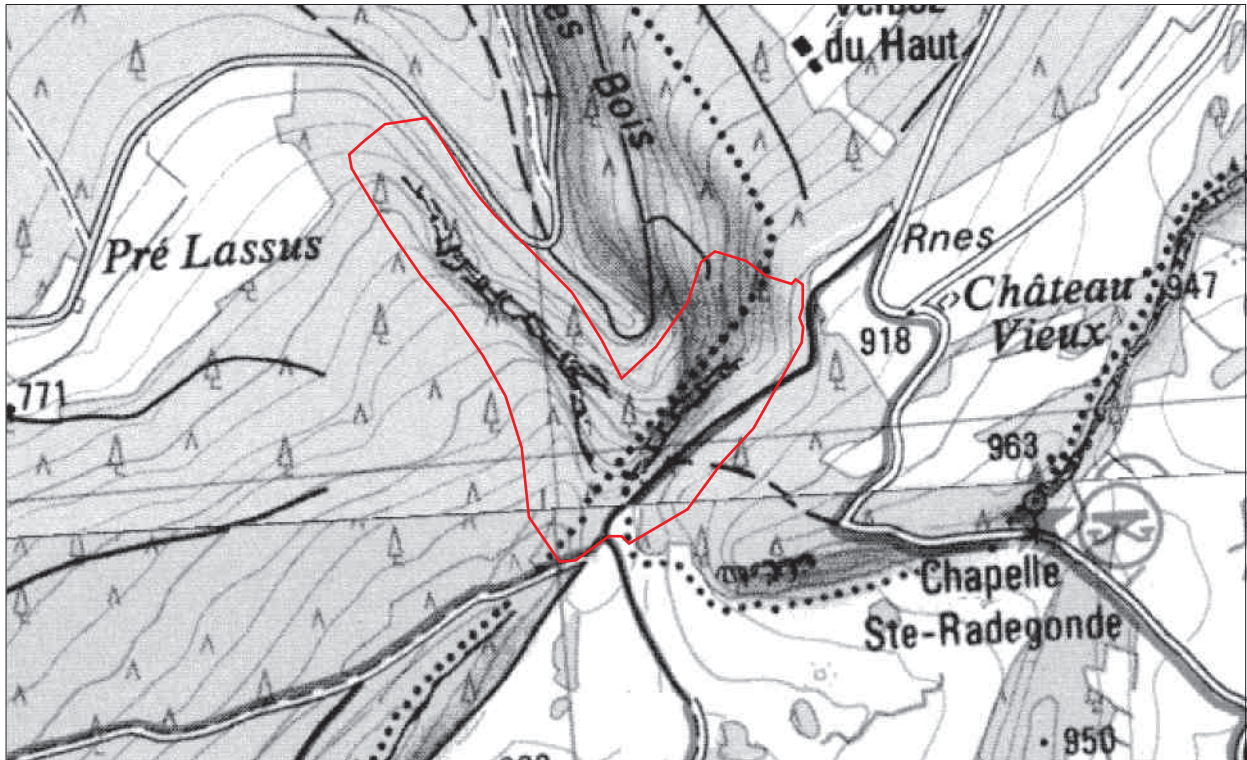 du Haut
Bois
Rnes
Pré Lassus
Château
947
Vieux
918
771
963
Chapelle
Ste-Radegonde
950